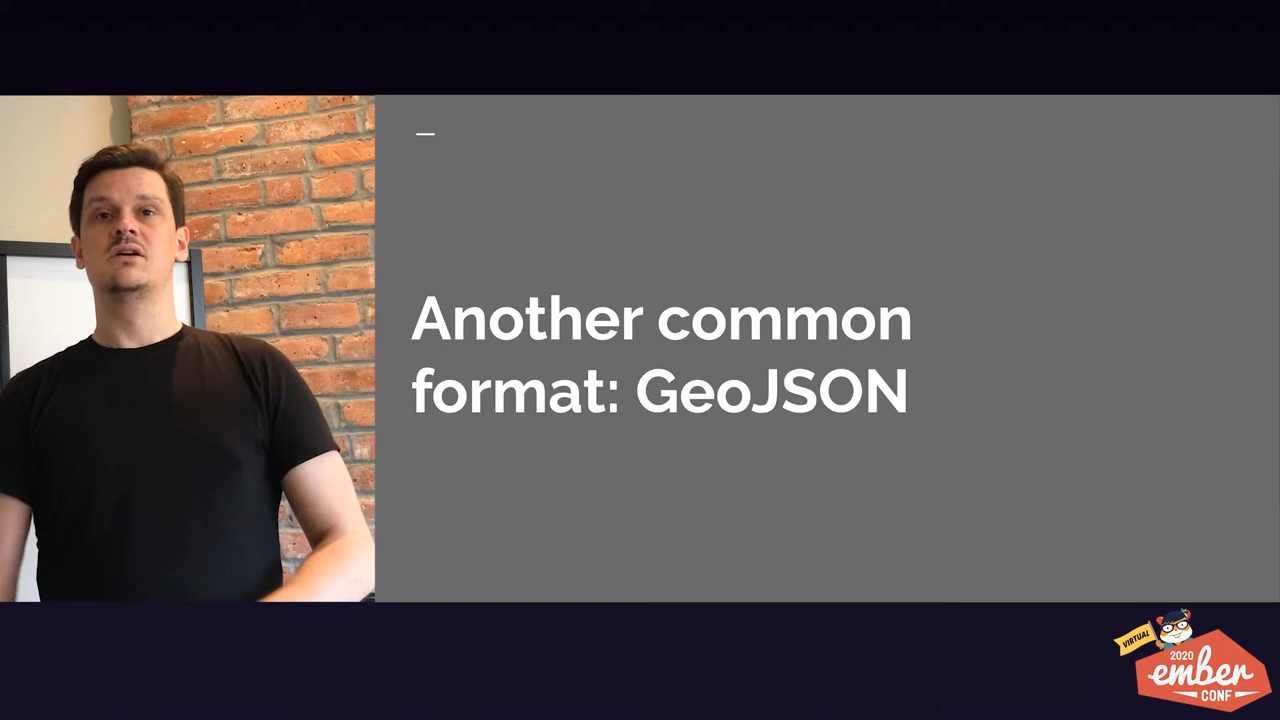 Another common
format: GeoJSON
VIRTUAL
2020
ember
CONF